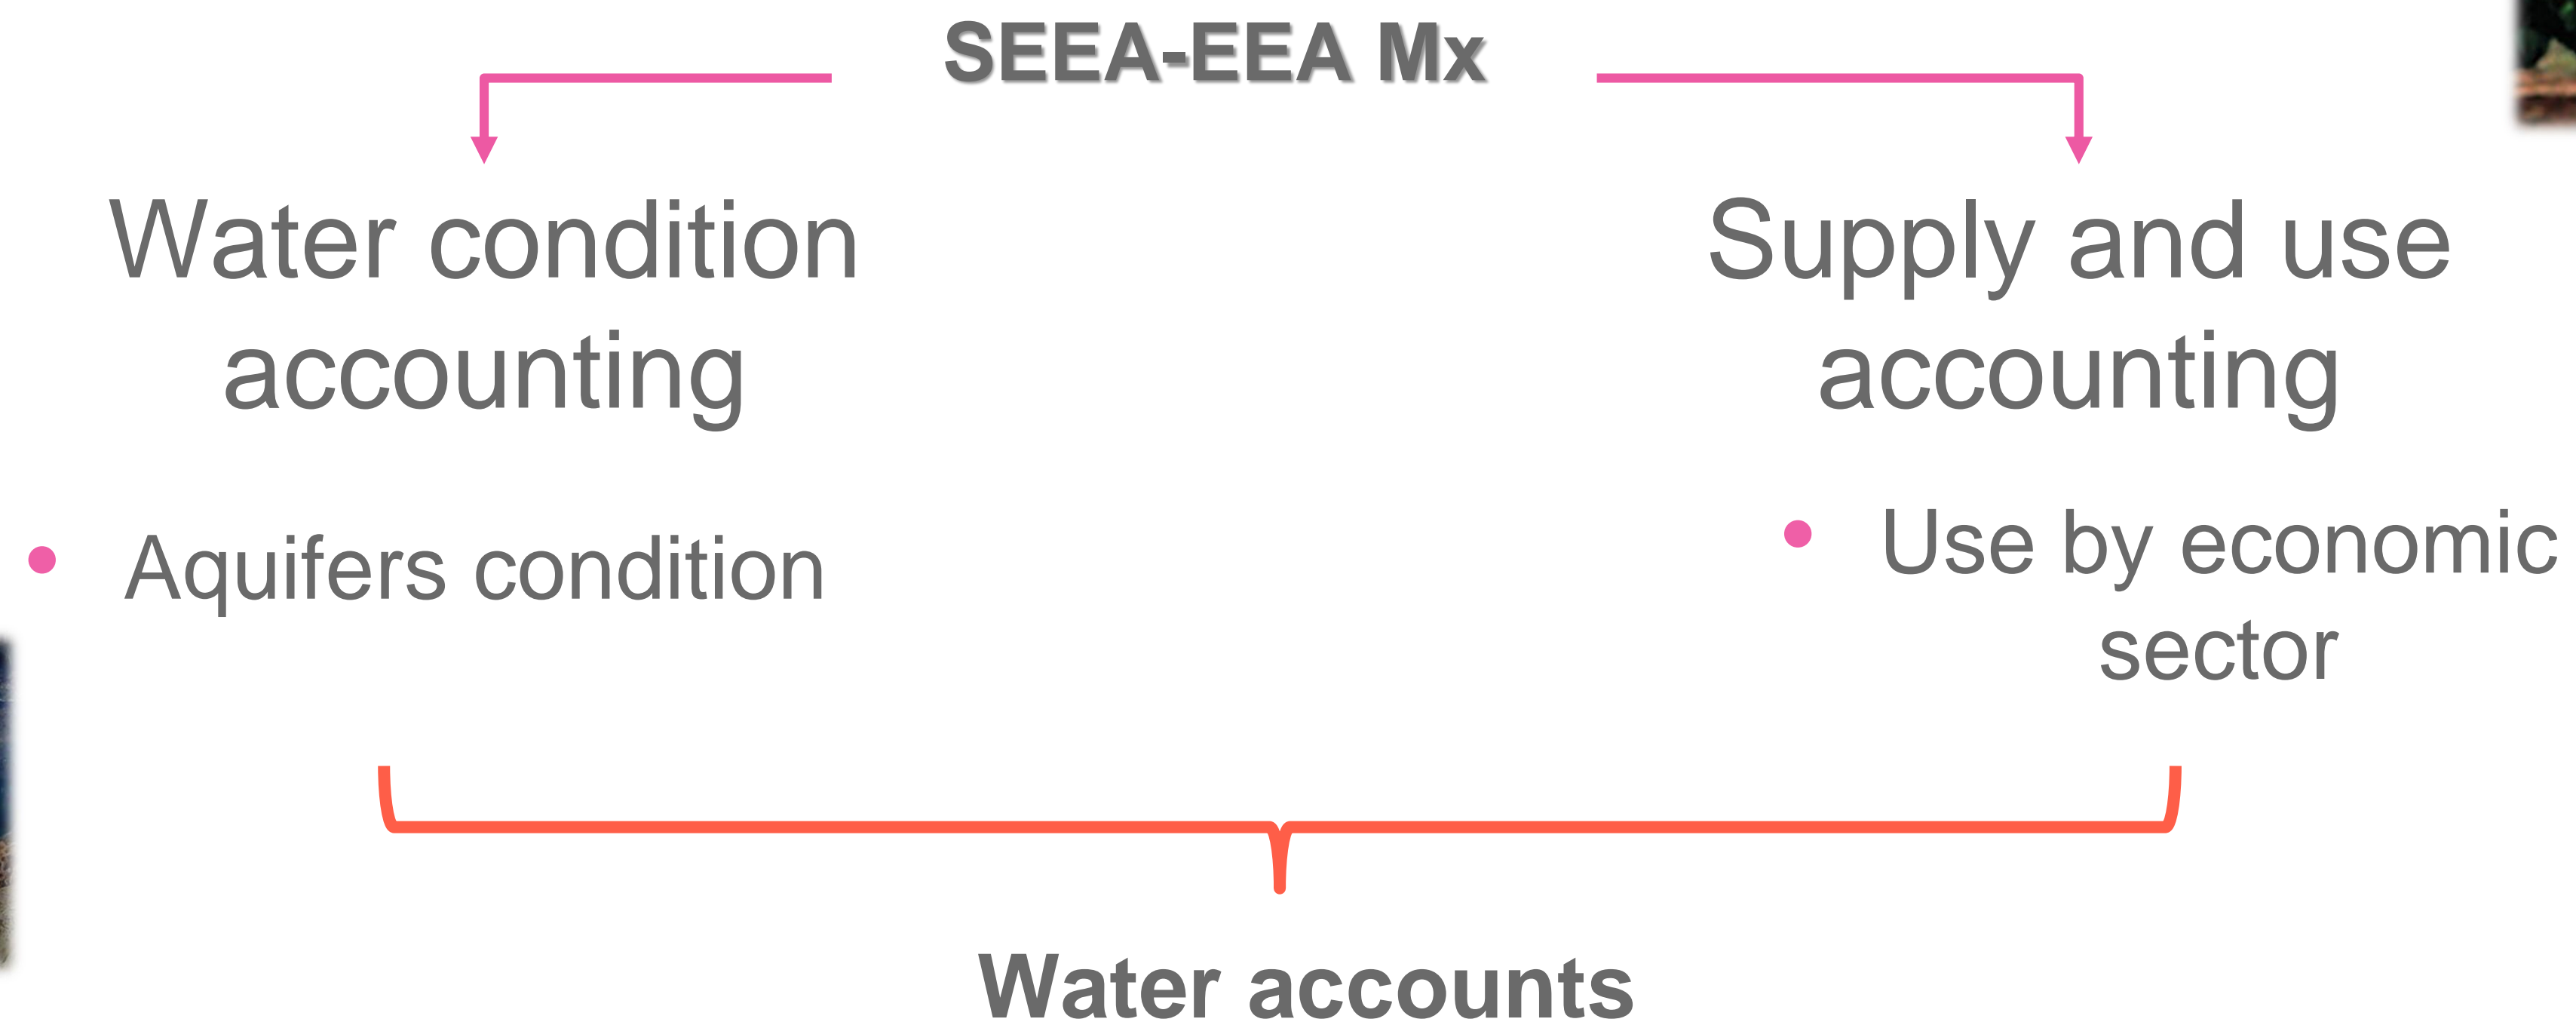 SEEA-EEA Mx
Water condition
accounting
• Aquifers condition
Supply and use
accounting
• Use by economic
sector
Water accounts